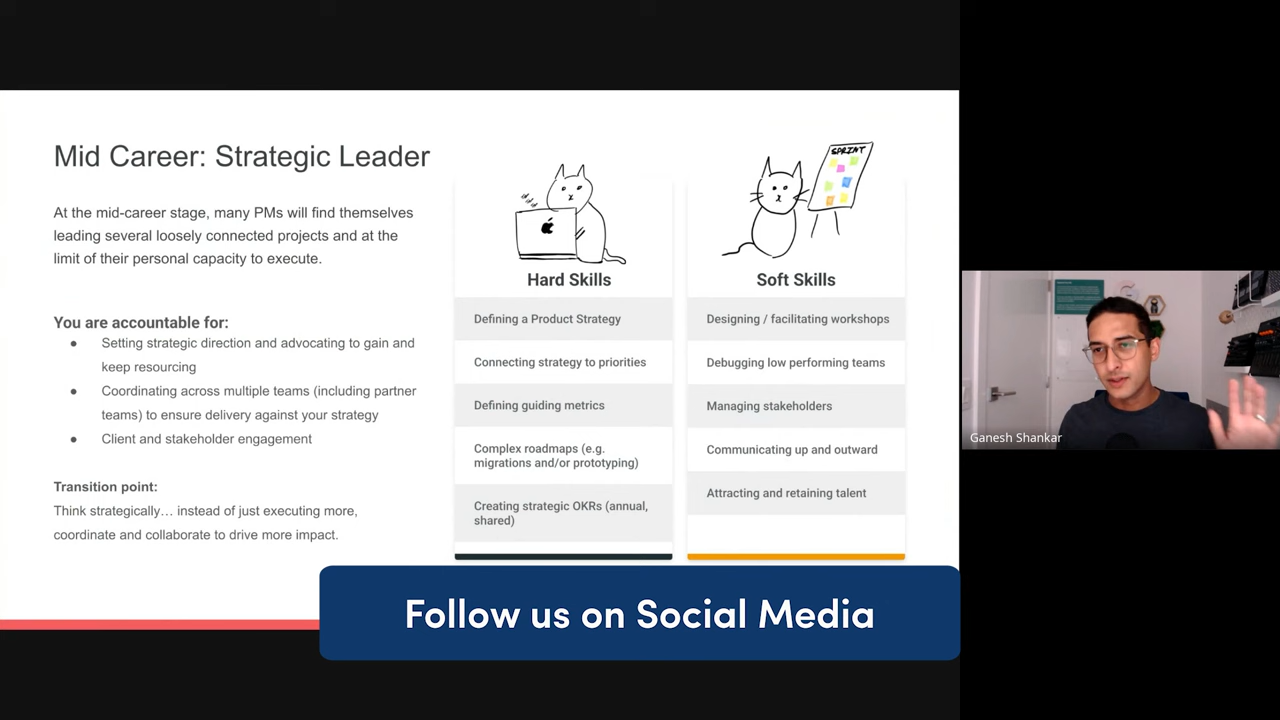 Mid Career: Strategic Leader
At the mid-career stage, many PMs will find themselves
leading several loosely connected projects and at the
limit of their personal capacity to execute.
You are accountable for:
● Setting strategic direction and advocating to gain and
keep resourcing
● Coordinating across multiple teams (including partner
teams) to ensure delivery against your strategy
● Client and stakeholder engagement
Transition point:
Think strategically… instead of just executing more,
coordinate and collaborate to drive more impact.
Hard Skills
Defining a Product Strategy
Connecting strategy to priorities
Defining guiding metrics
Complex roadmaps (e.g.
migrations and/or prototyping)
Creating strategic OKRs (annual,
shared)
SPRINT
Soft Skills
Designing / facilitating workshops
Debugging low performing teams
Managing stakeholders
Communicating up and outward
Attracting and retaining talent
Ganesh Shankar
Follow us on Social Media